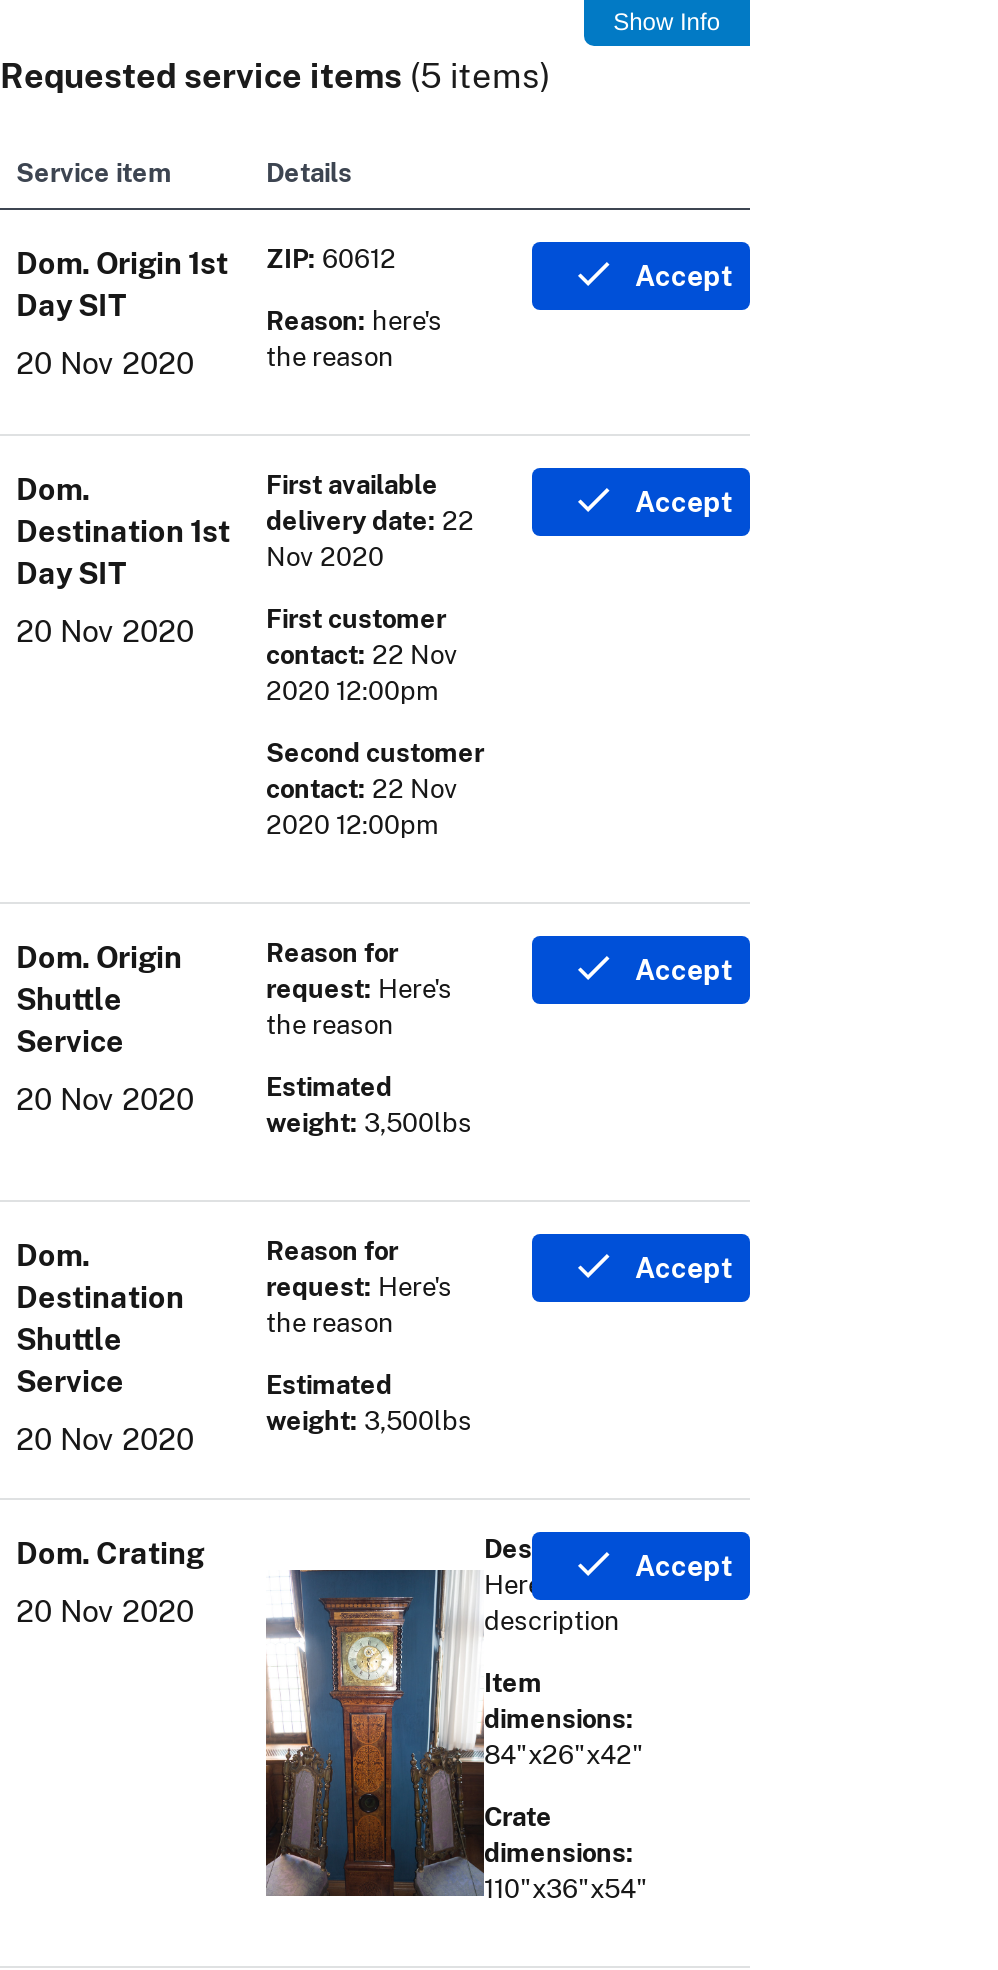 Show Info
Requested service items (5 items)
Service item
Details
Dom. Origin 1st
Day SIT
20 Nov 2020
ZIP: 60612
Reason: here's
the reason
Accept
Dom.
Destination 1st
Day SIT
20 Nov 2020
First available
delivery date: 22
Nov 2020
First customer
contact: 22 Nov
2020 12:00pm
Second customer
contact: 22 Nov
2020 12:00pm
Accept
Dom. Origin
Shuttle
Service
20 Nov 2020
Reason for
request: Here's
the reason
Estimated
weight: 3,500lbs
Accept
Dom.
Destination
Shuttle
Service
20 Nov 2020
Reason for
request: Here's
the reason
Estimated
weight: 3,500lbs
Accept
Dom. Crating
20 Nov 2020
description
Item
dimensions:
84"x26"x42"
Crate
dimensions:
110"x36"x54"
Accept